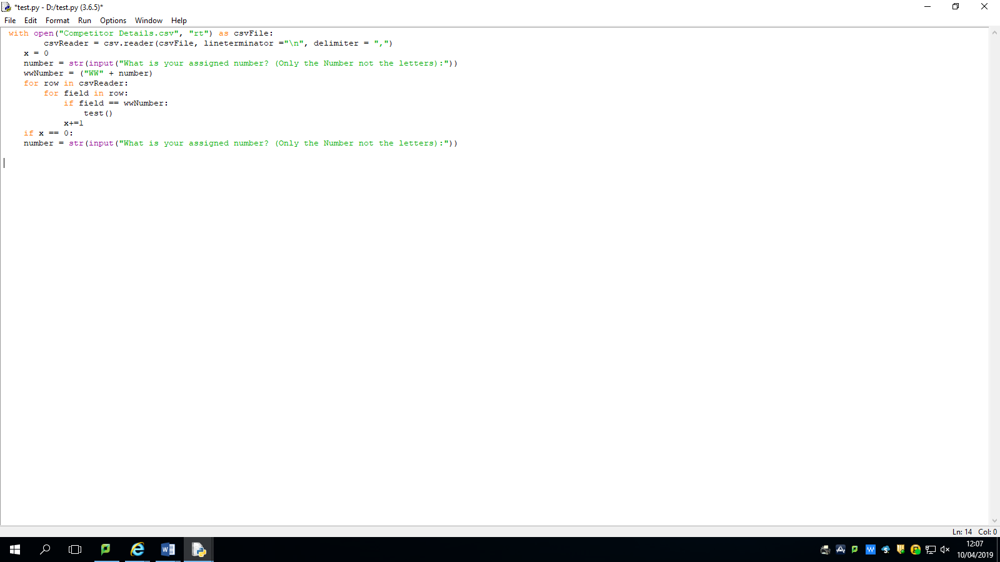 *test.py - D:/test.py (3.6.5)*
File Edit Format Run Options Window Help
with open("Competitor Details.csv", "rt") as csvFile:
       csvReader = csv.reader(csvFile, lineterminator ="\n", delimiter = ",")
   x = 0
   number = str(input("What is your assigned number? (Only the Number not the letters):"))
   wwNumber = ("WW" + number)
   for row in csvReader:
       for field in row:
           if field == wwNumber:
               test()
           x+=1
   if x == 0:
   number = str(input("What is your assigned number? (Only the Number not the letters):"))
Ln: 14 Col: 0
12:07
10/04/2019